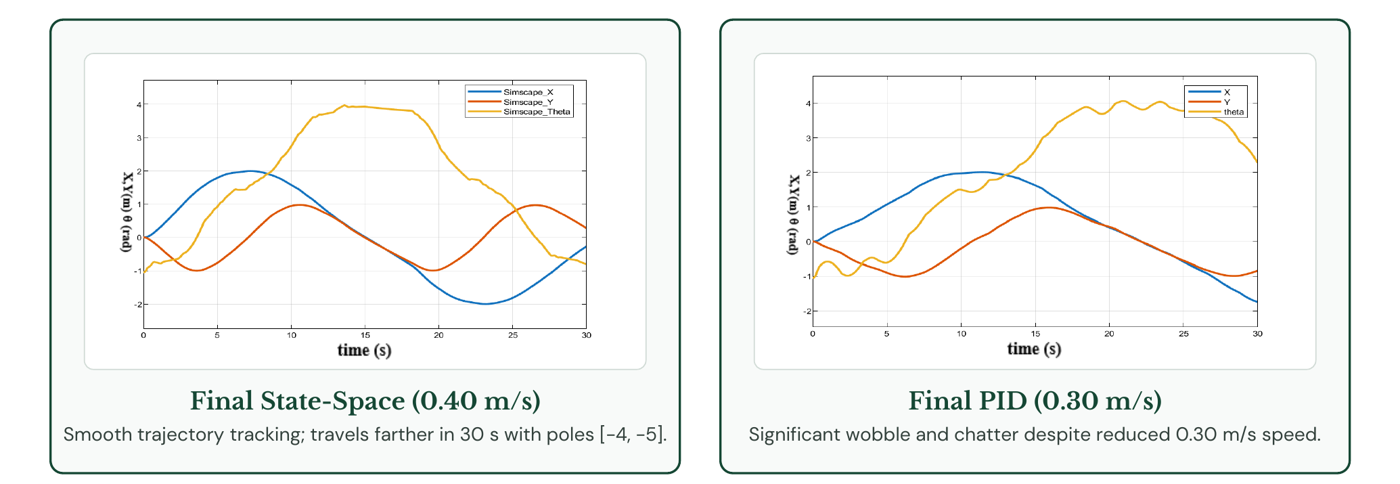 Simscape_X
Simscape_Y
Simscape_Theta
4
3
2
1
0
-1
-2
X,Y(m) θ (rad)
0 5 10 15 20 25 30
time (s)
Final State-Space (0.40 m/s)
Smooth trajectory tracking; travels farther in 30 s with poles [−4, −5].
X
Y
theta
4
3
2
1
0
-1
-2
X,Y(m) θ (rad)
0 5 10 15 20 25 30
time (s)
Final PID (0.30 m/s)
Significant wobble and chatter despite reduced 0.30 m/s speed.